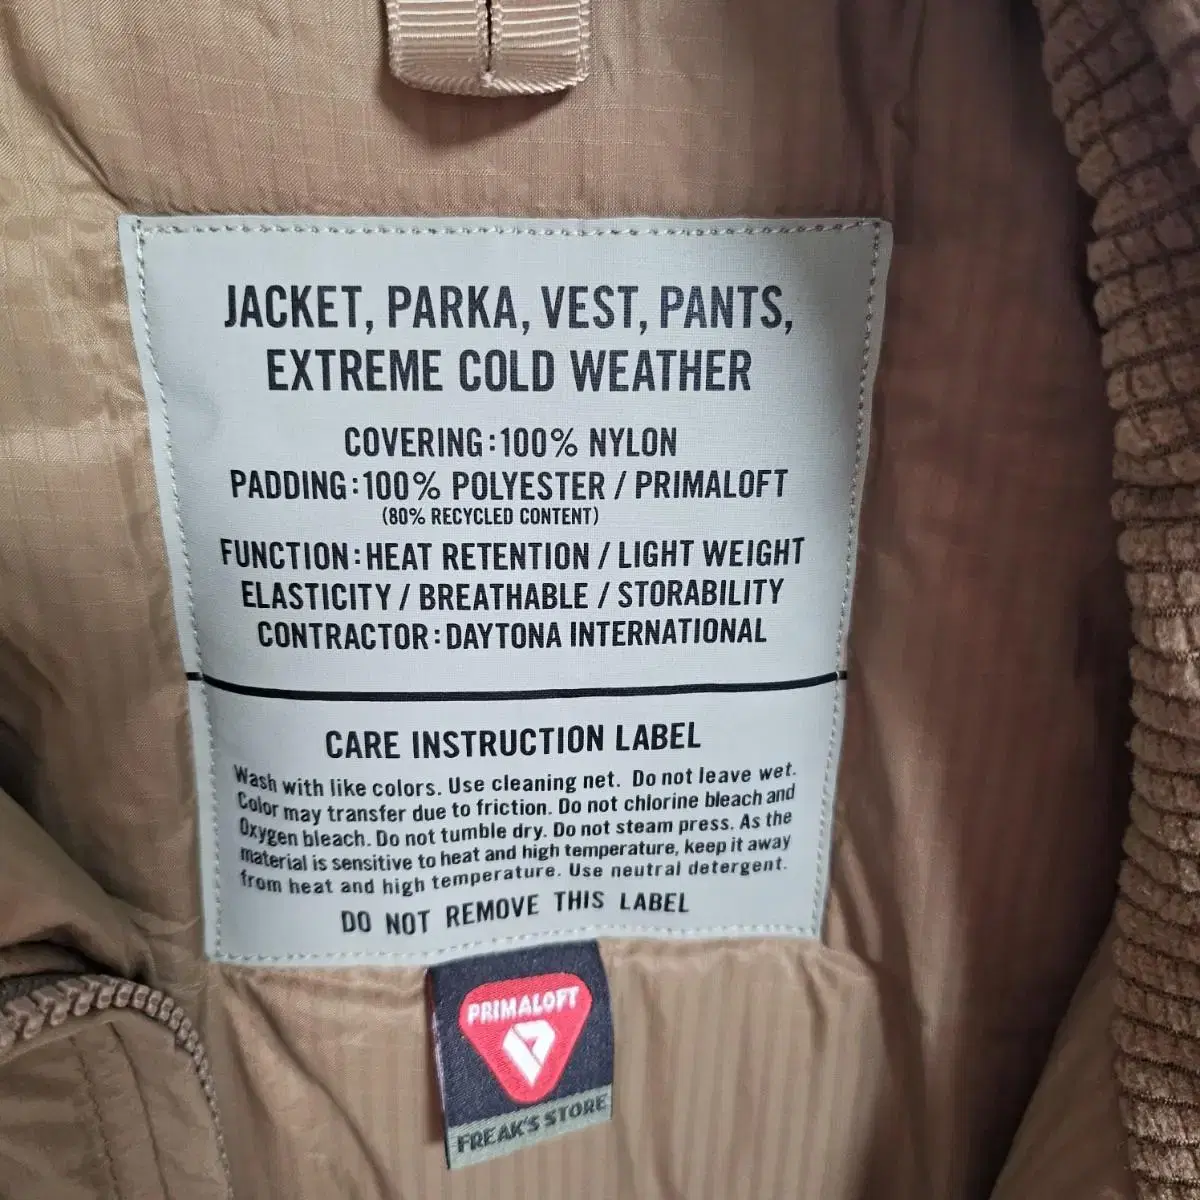 JACKET, PARKA, VEST, PANTS,
EXTREME COLD WEATHER
COVERING:100% NYLON
PADDING:100% POLYESTER / PRIMALOFT
(80% RECYCLED CONTENT)
FUNCTION:HEAT RETENTION / LIGHT WEIGHT
ELASTICITY / BREATHABLE / STORABILITY
CONTRACTOR:DAYTONA INTERNATIONAL
CARE INSTRUCTION LABEL
Wash with like colors. Use cleaning net. Do not leave wet.
Color may transfer due to friction. Do not chlorine bleach and
Oxygen bleach. Do not tumble dry. Do not steam press. As the
material is sensitive to heat and high temperature, keep it away
from heat and high temperature. Use neutral detergent.
DO NOT REMOVE THIS LABEL
PRIMALOFT
FREAK'S STORE